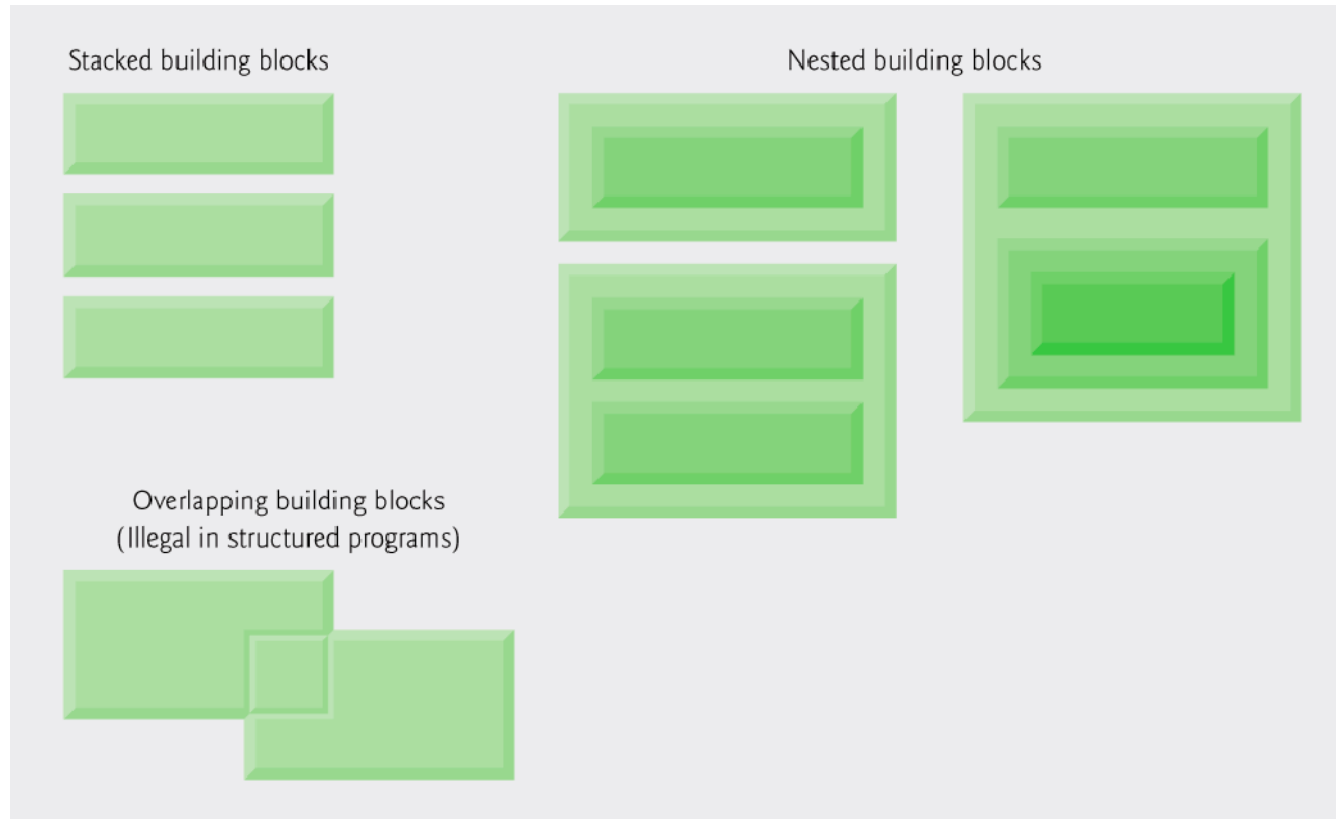 Stacked building blocks
Nested building blocks
Overlapping building blocks
(Illegal in structured programs)